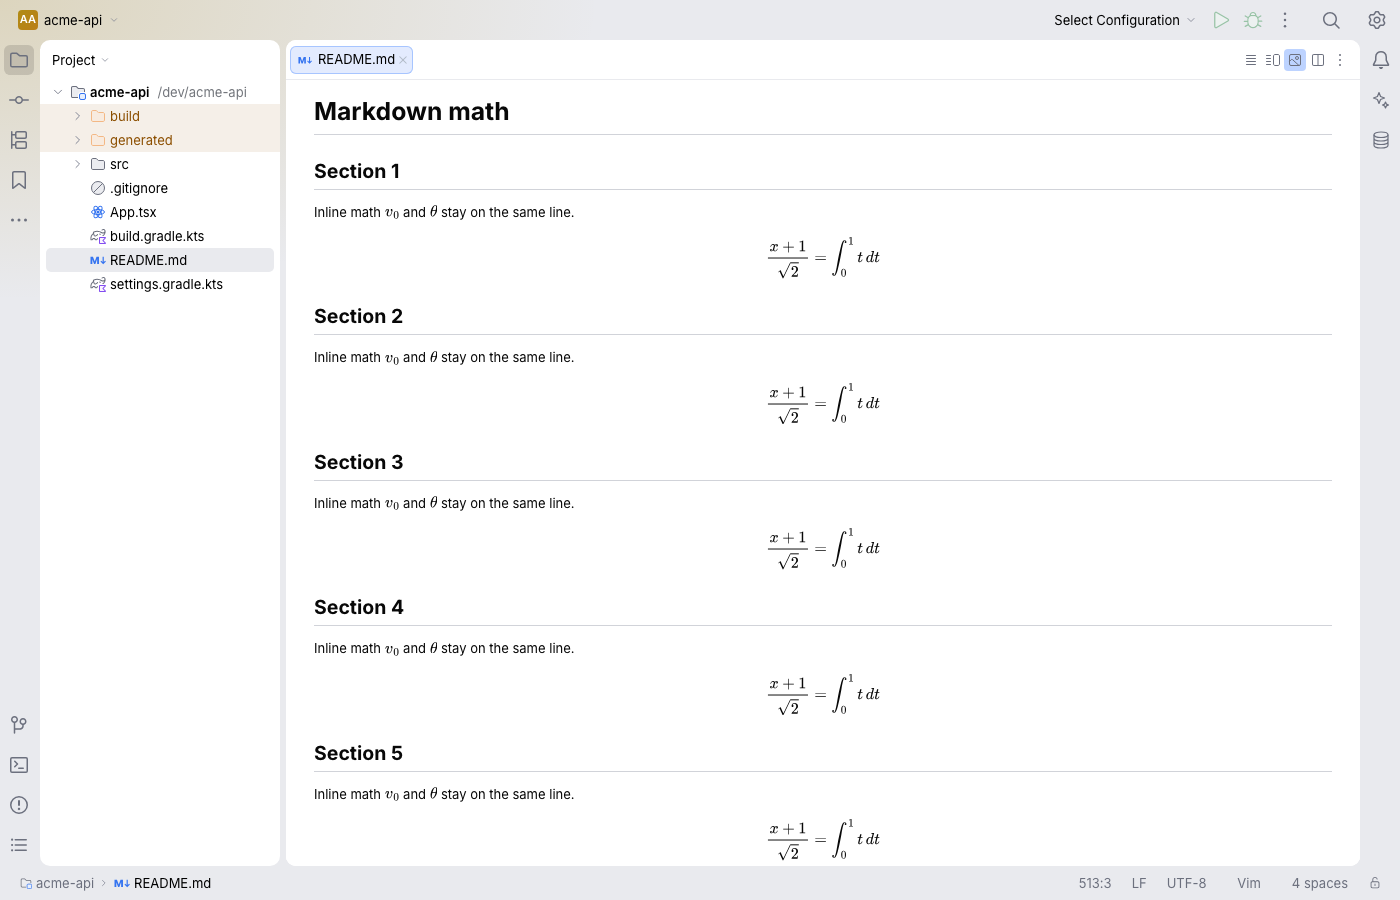 AA acme-api
Select Configuration
Project
README.md
acme-api /dev/acme-api
build
generated
src
.gitignore
App.tsx
build.gradle.kts
M↓ README.md
settings.gradle.kts
Markdown math
Section 1
Inline math v₀ and θ stay on the same line.
(x + 1)/√2 = ∫₀¹ t dt
Section 2
Inline math v₀ and θ stay on the same line.
(x + 1)/√2 = ∫₀¹ t dt
Section 3
Inline math v₀ and θ stay on the same line.
(x + 1)/√2 = ∫₀¹ t dt
Section 4
Inline math v₀ and θ stay on the same line.
(x + 1)/√2 = ∫₀¹ t dt
Section 5
Inline math v₀ and θ stay on the same line.
(x + 1)/√2 = ∫₀¹ t dt
acme-api > M↓ README.md
513:3 LF UTF-8 Vim 4 spaces